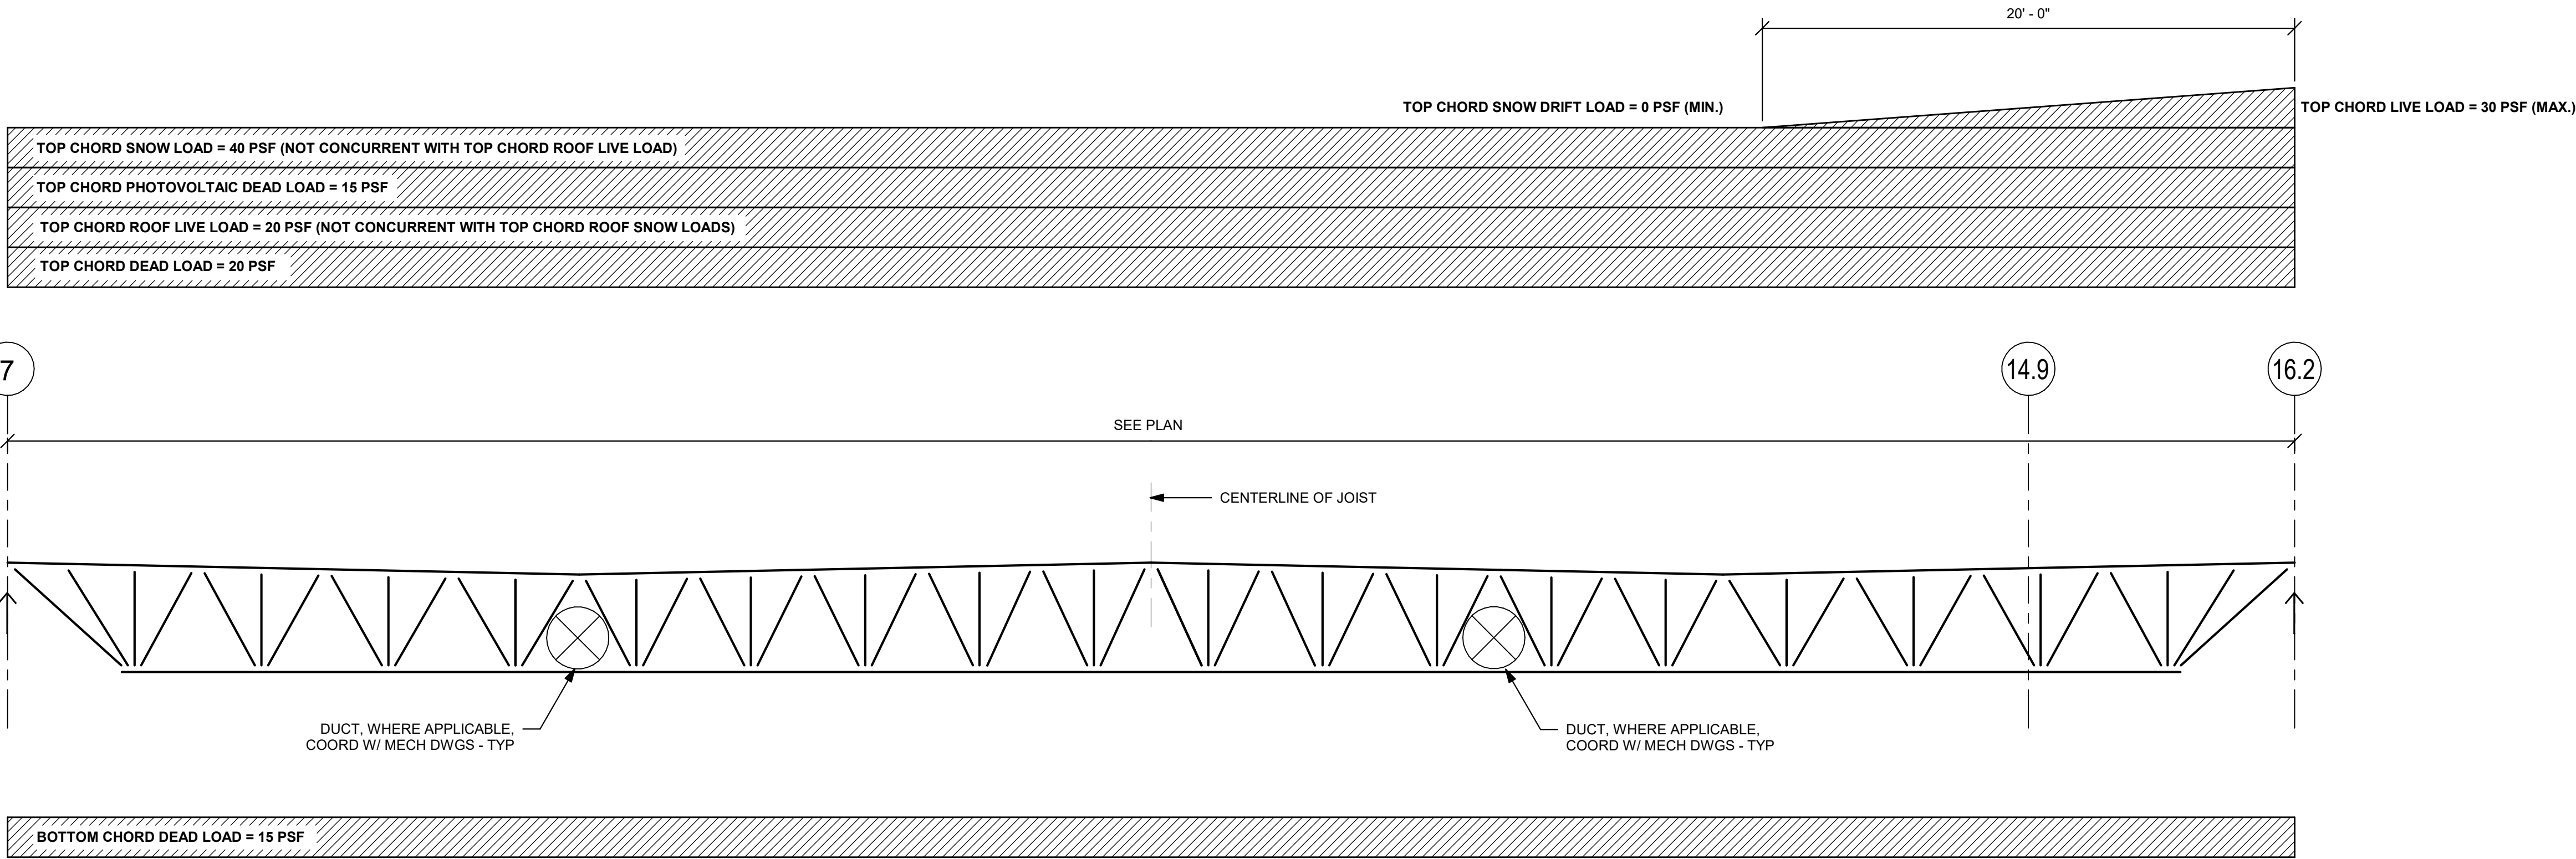 20' - 0"
TOP CHORD SNOW DRIFT LOAD = 0 PSF (MIN.)
TOP CHORD LIVE LOAD = 30 PSF (MAX.)
TOP CHORD SNOW LOAD = 40 PSF (NOT CONCURRENT WITH TOP CHORD ROOF LIVE LOAD)
TOP CHORD PHOTOVOLTAIC DEAD LOAD = 15 PSF
TOP CHORD ROOF LIVE LOAD = 20 PSF (NOT CONCURRENT WITH TOP CHORD ROOF SNOW LOADS)
TOP CHORD DEAD LOAD = 20 PSF
7
14.9
16.2
SEE PLAN
CENTERLINE OF JOIST
DUCT, WHERE APPLICABLE,
COORD W/ MECH DWGS - TYP
DUCT, WHERE APPLICABLE,
COORD W/ MECH DWGS - TYP
BOTTOM CHORD DEAD LOAD = 15 PSF